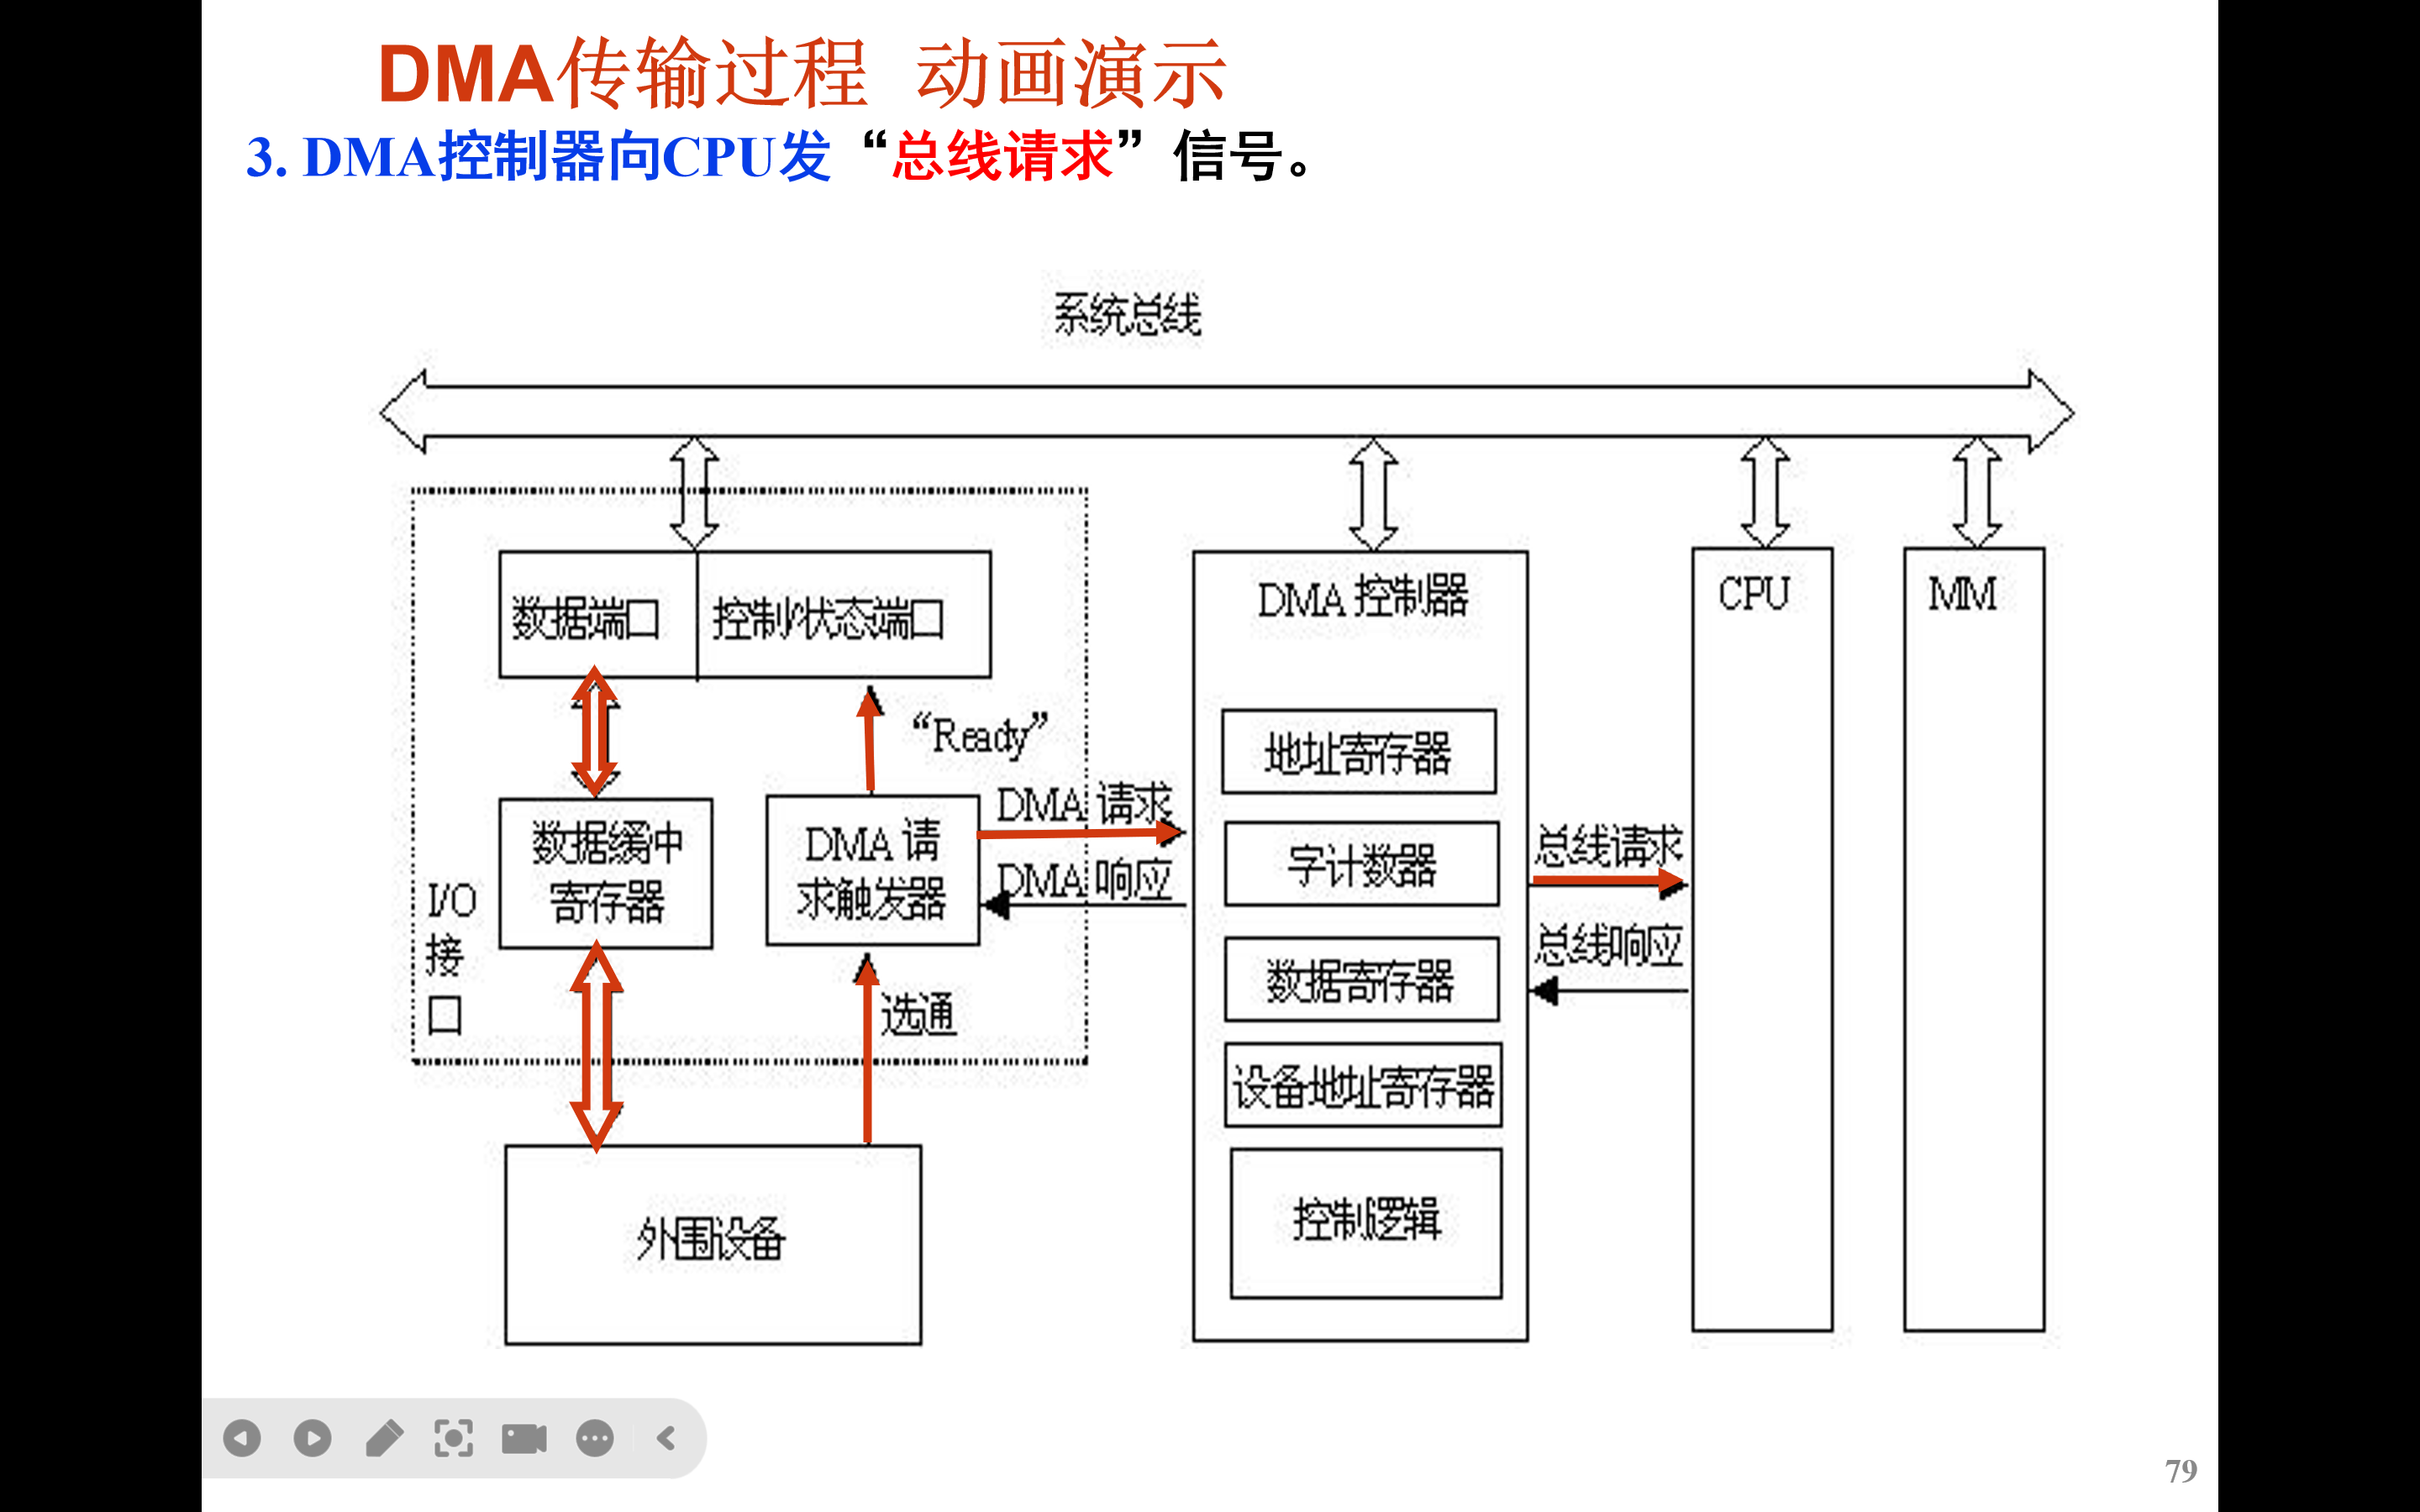 DMA传输过程 动画演示
3. DMA控制器向CPU发“总线请求”信号。
系统总线
数据端口
控制/状态端口
“Ready”
数据缓冲
寄存器
DMA 请
求触发器
I/O
接
口
选通
外围设备
DMA 请求
DMA 响应
DMA 控制器
地址寄存器
字计数器
数据寄存器
设备地址寄存器
控制逻辑
总线请求
总线响应
CPU
MM
79